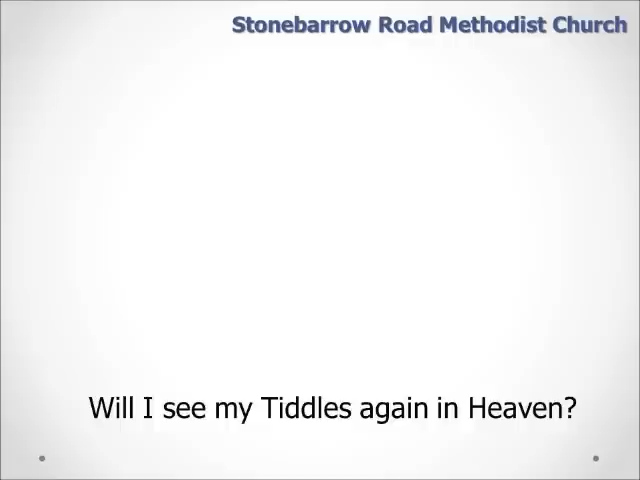 Stonebarrow Road Methodist Church
Will I see my Tiddles again in Heaven?